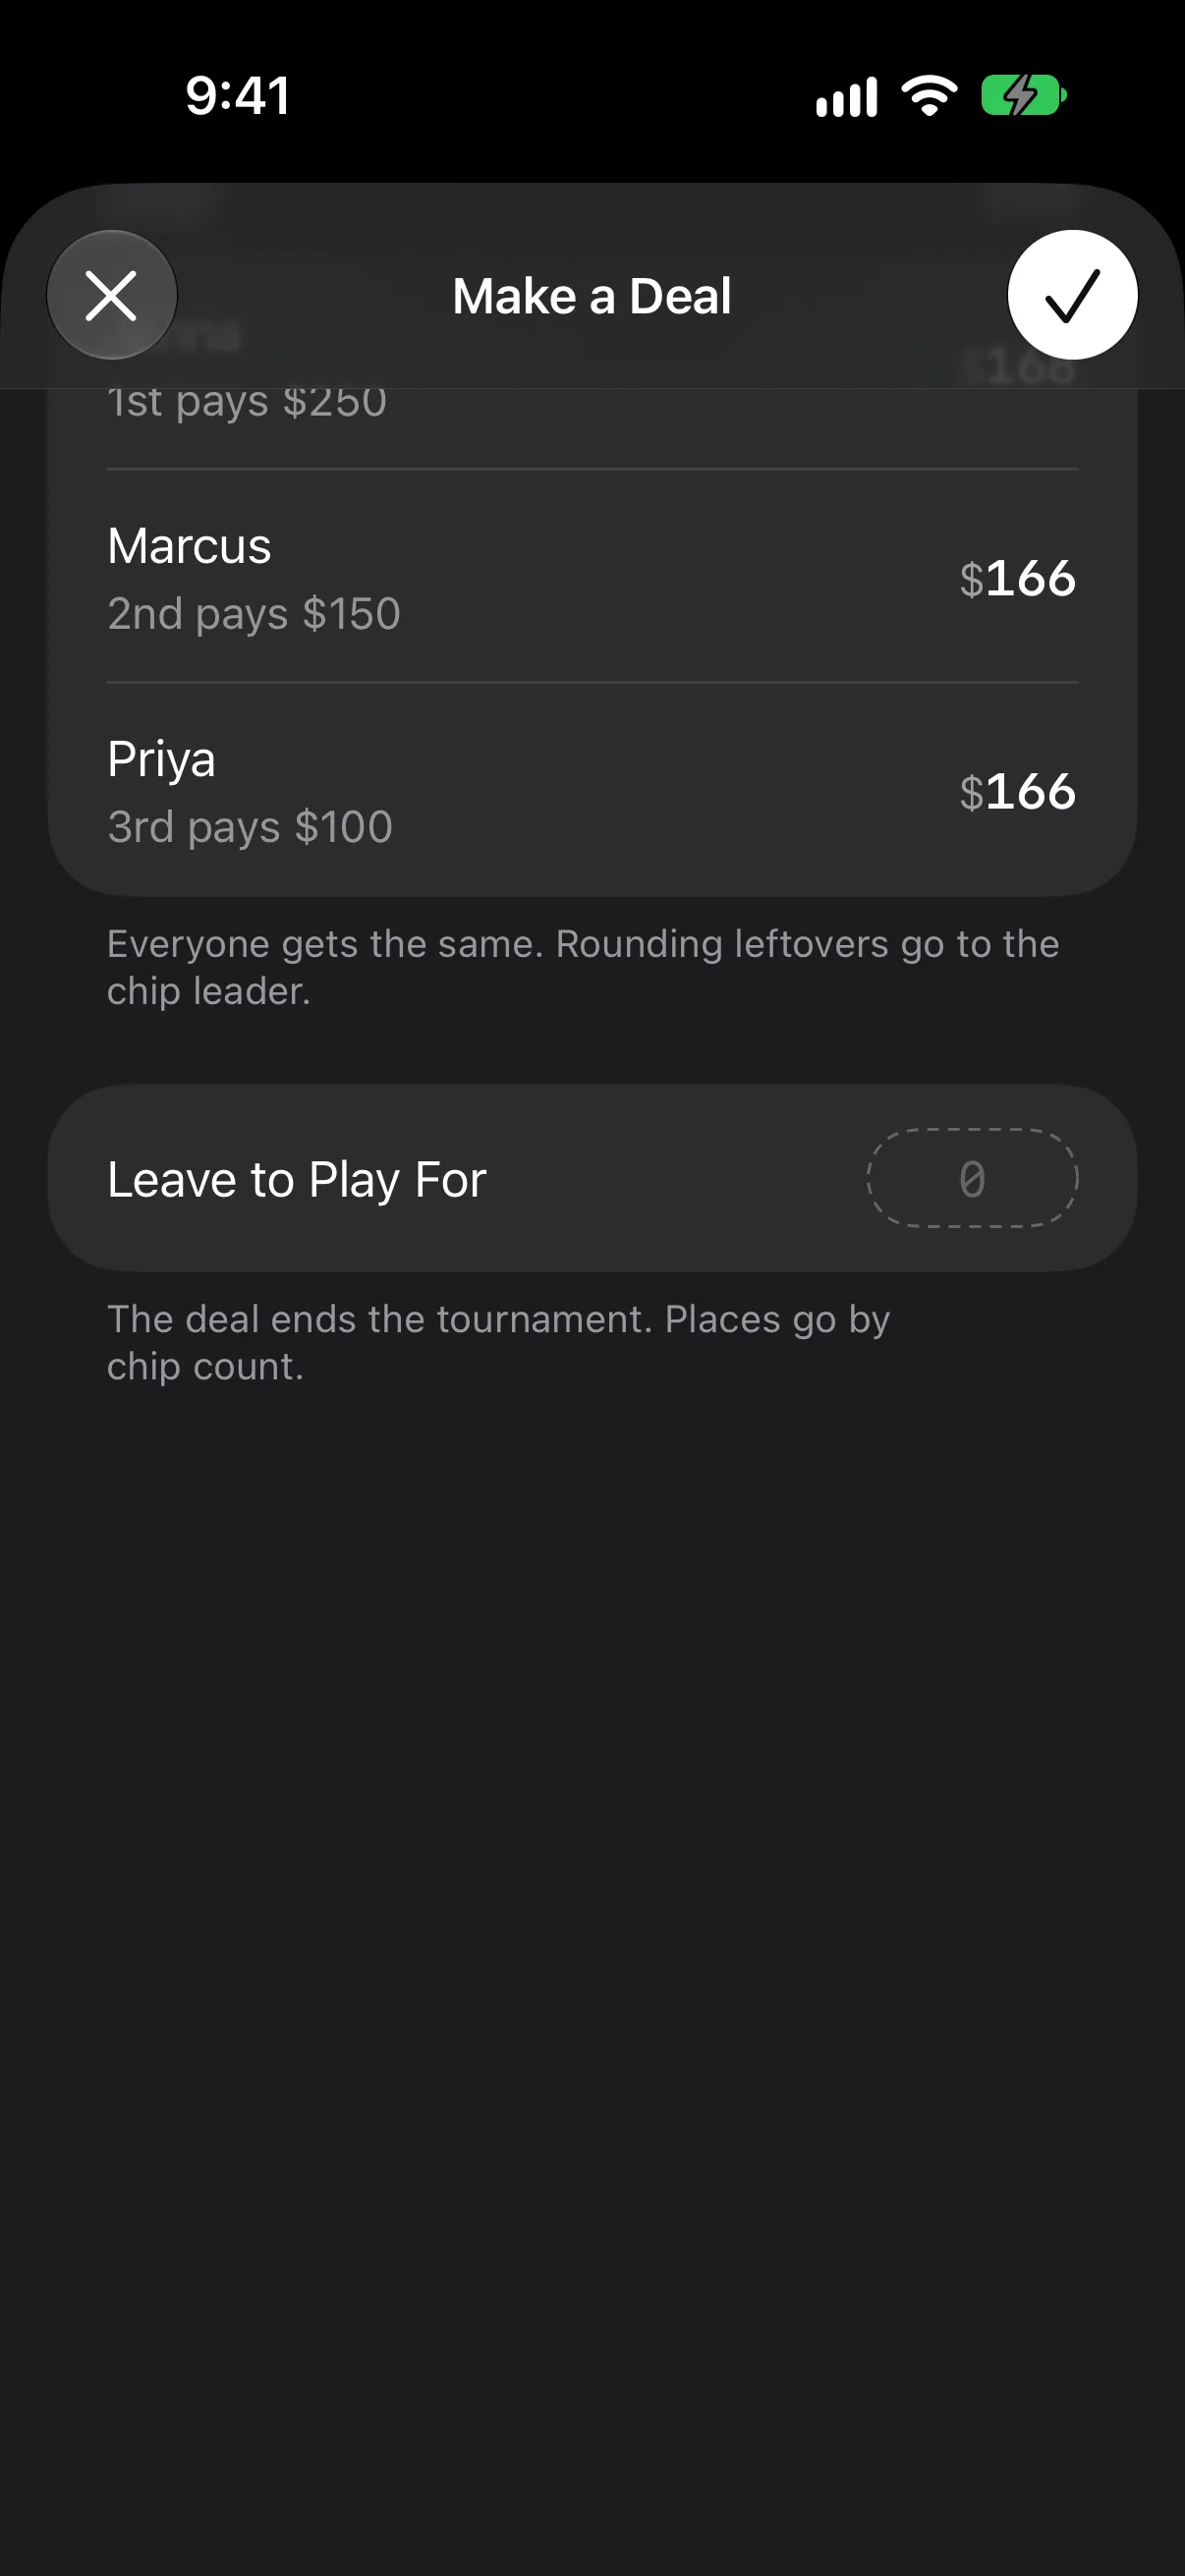 9:41
Make a Deal
$168
1st pays $250
Marcus
$166
2nd pays $150
Priya
$166
3rd pays $100
Everyone gets the same. Rounding leftovers go to the
chip leader.
Leave to Play For
0
The deal ends the tournament. Places go by
chip count.